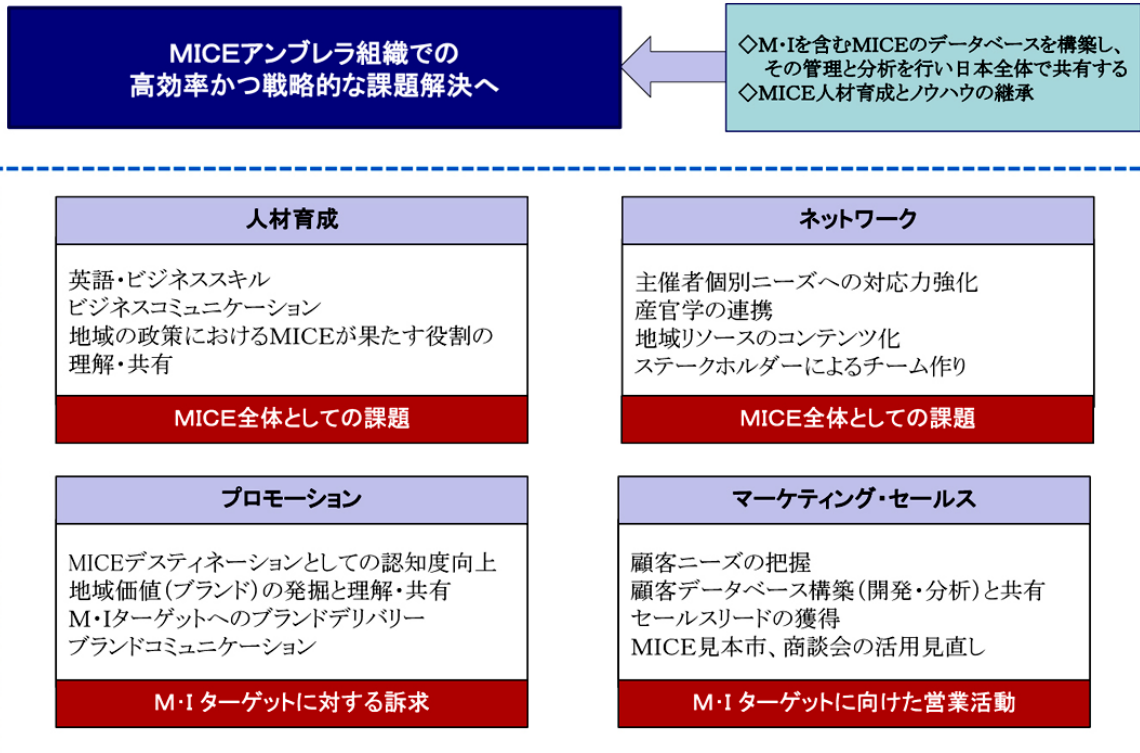 MICEアンブレラ組織での
高効率かつ戦略的な課題解決へ
◇M・Iを含むMICEのデータベースを構築し、
その管理と分析を行い日本全体で共有する
◇MICE人材育成とノウハウの継承
人材育成
英語・ビジネススキル
ビジネスコミュニケーション
地域の政策におけるMICEが果たす役割の
理解・共有
MICE全体としての課題
ネットワーク
主催者個別ニーズへの対応力強化
産官学の連携
地域リソースのコンテンツ化
ステークホルダーによるチーム作り
MICE全体としての課題
プロモーション
MICEデスティネーションとしての認知度向上
地域価値(ブランド)の発掘と理解・共有
M・Iターゲットへのブランドデリバリー
ブランドコミュニケーション
M・I ターゲットに対する訴求
マーケティング・セールス
顧客ニーズの把握
顧客データベース構築(開発・分析)と共有
セールスリードの獲得
MICE見本市、商談会の活用見直し
M・I ターゲットに向けた営業活動